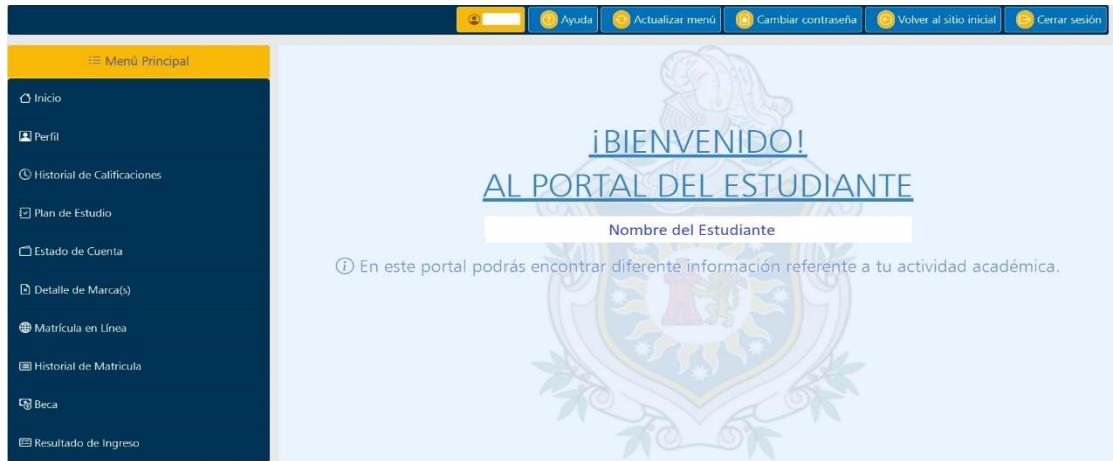 Ayuda
Actualizar menú
Cambiar contraseña
Volver al sitio inicial
Cerrar sesión
Menú Principal
Inicio
Perfil
Historial de Calificaciones
Plan de Estudio
Estado de Cuenta
Detalle de Marca(s)
Matrícula en Línea
Historial de Matricula
Beca
Resultado de Ingreso
¡BIENVENIDO!
AL PORTAL DEL ESTUDIANTE
Nombre del Estudiante
En este portal podrás encontrar diferente información referente a tu actividad académica.